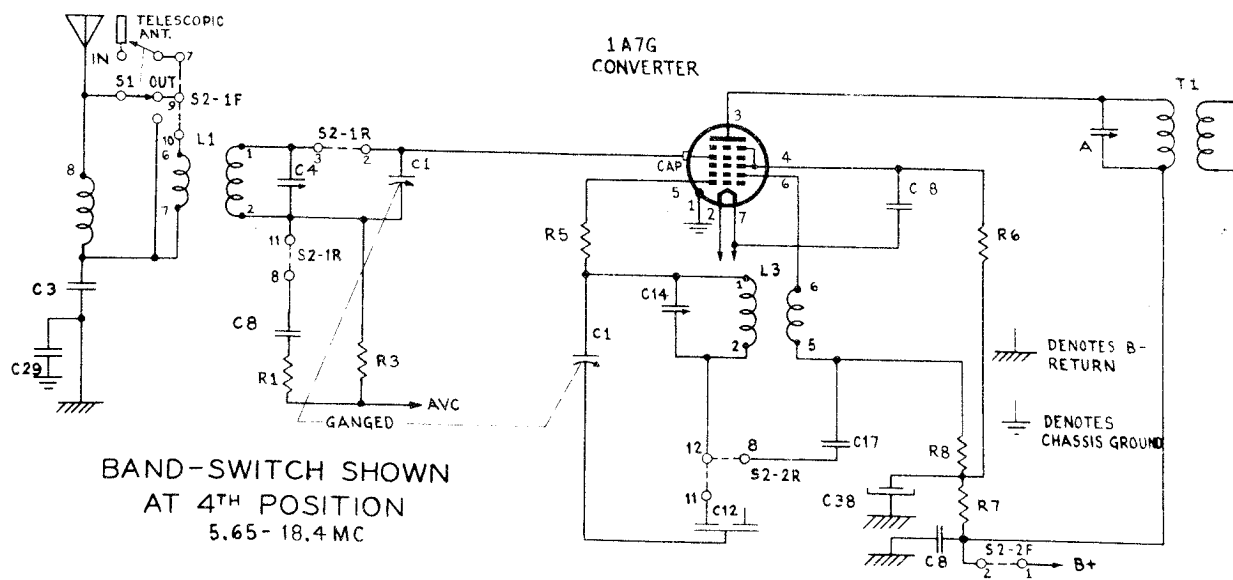 TELESCOPIC
ANT.
IN
7
S1
OUT
9
S2-1F
10
6
L1
8
7
1
S2-1R
3
2
C4
C1
2
11
S2-1R
8
C3
C29
C8
R1
R3
AVC
GANGED
1A7G
CONVERTER
3
CAP
4
5
6
1
2
7
C8
R5
R6
A
T1
L3
C14
1
6
2
5
C1
12
8
S2-2R
C17
11
C12
R8
C38
R7
C8
S2-2F
2
1
B+
DENOTES B-
RETURN
DENOTES
CHASSIS GROUND
BAND-SWITCH SHOWN
AT 4TH POSITION
5.65-18.4 MC